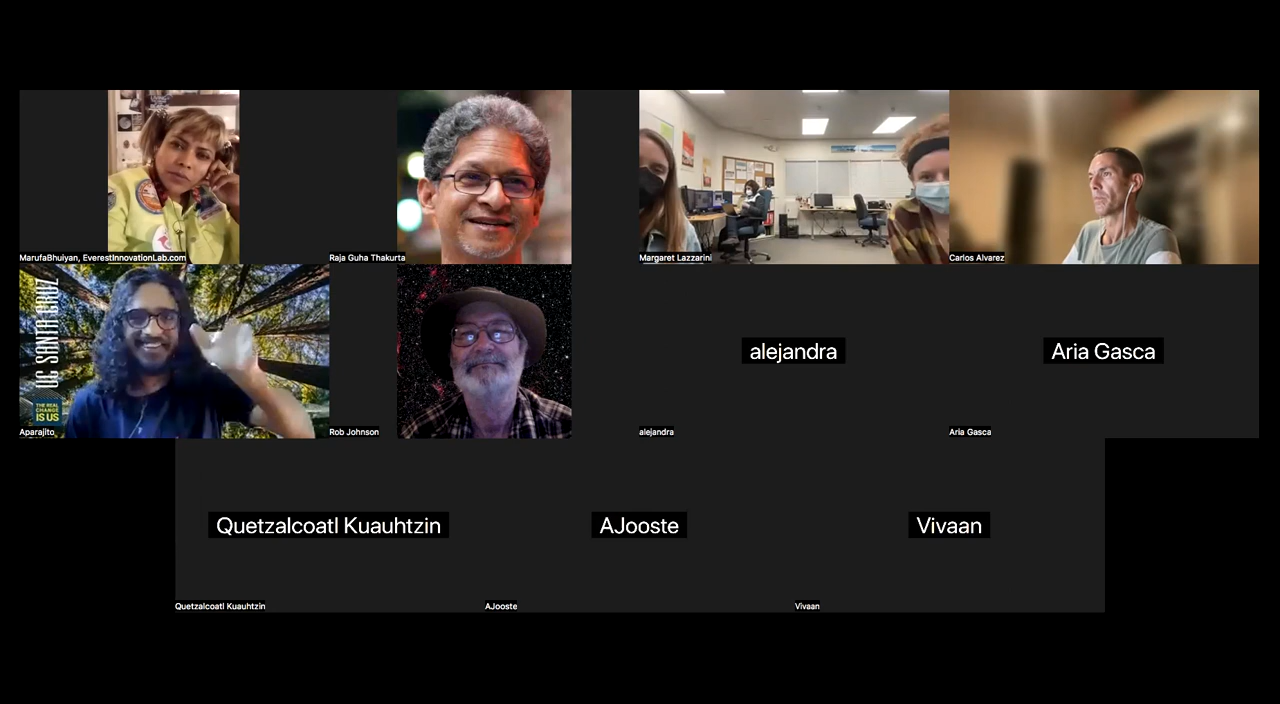 MarufaBhuiyan, EverestInnovationLab.com
Raja Guha Thakurta
Margaret Lazzarini
Carlos Alvarez
UC SANTA CRUZ
THE REAL
CHANGE
IS US
Aparajito
Rob Johnson
alejandra
alejandra
Aria Gasca
Aria Gasca
Quetzalcoatl Kuauhtzin
Quetzalcoatl Kuauhtzin
AJooste
AJooste
Vivaan
Vivaan